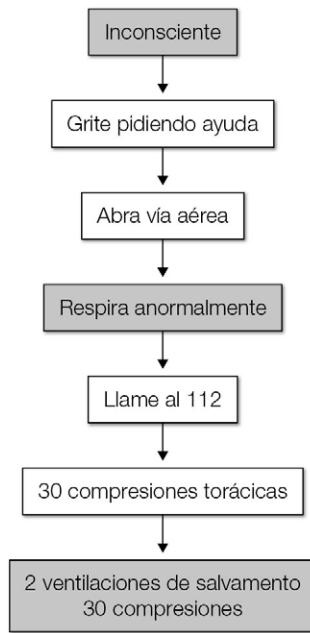 Inconsciente
Grite pidiendo ayuda
Abra vía aérea
Respira anormalmente
Llame al 112
30 compresiones torácicas
2 ventilaciones de salvamento
30 compresiones